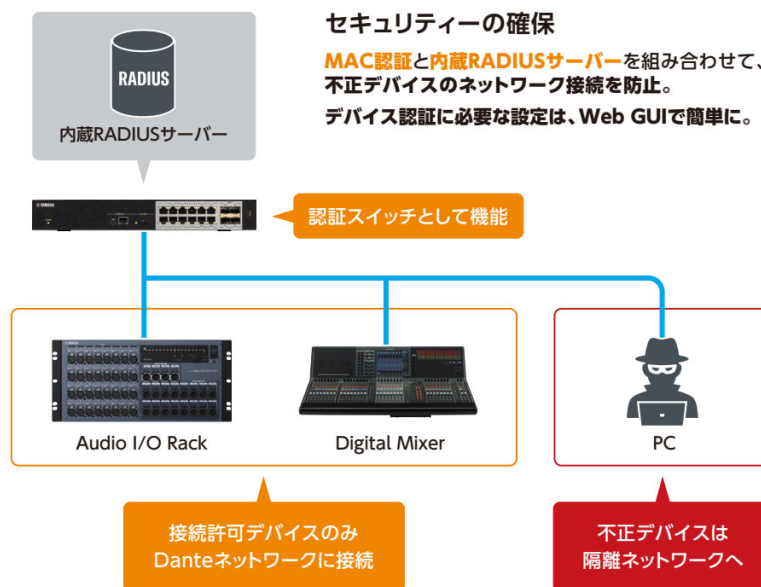 セキュリティーの確保
MAC認証と内蔵RADIUSサーバーを組み合わせて、
不正デバイスのネットワーク接続を防止。
デバイス認証に必要な設定は、Web GUIで簡単に。
RADIUS
内蔵RADIUSサーバー
YAMAHA
認証スイッチとして機能
Audio I/O Rack
Digital Mixer
PC
接続許可デバイスのみ
Danteネットワークに接続
不正デバイスは
隔離ネットワークへ